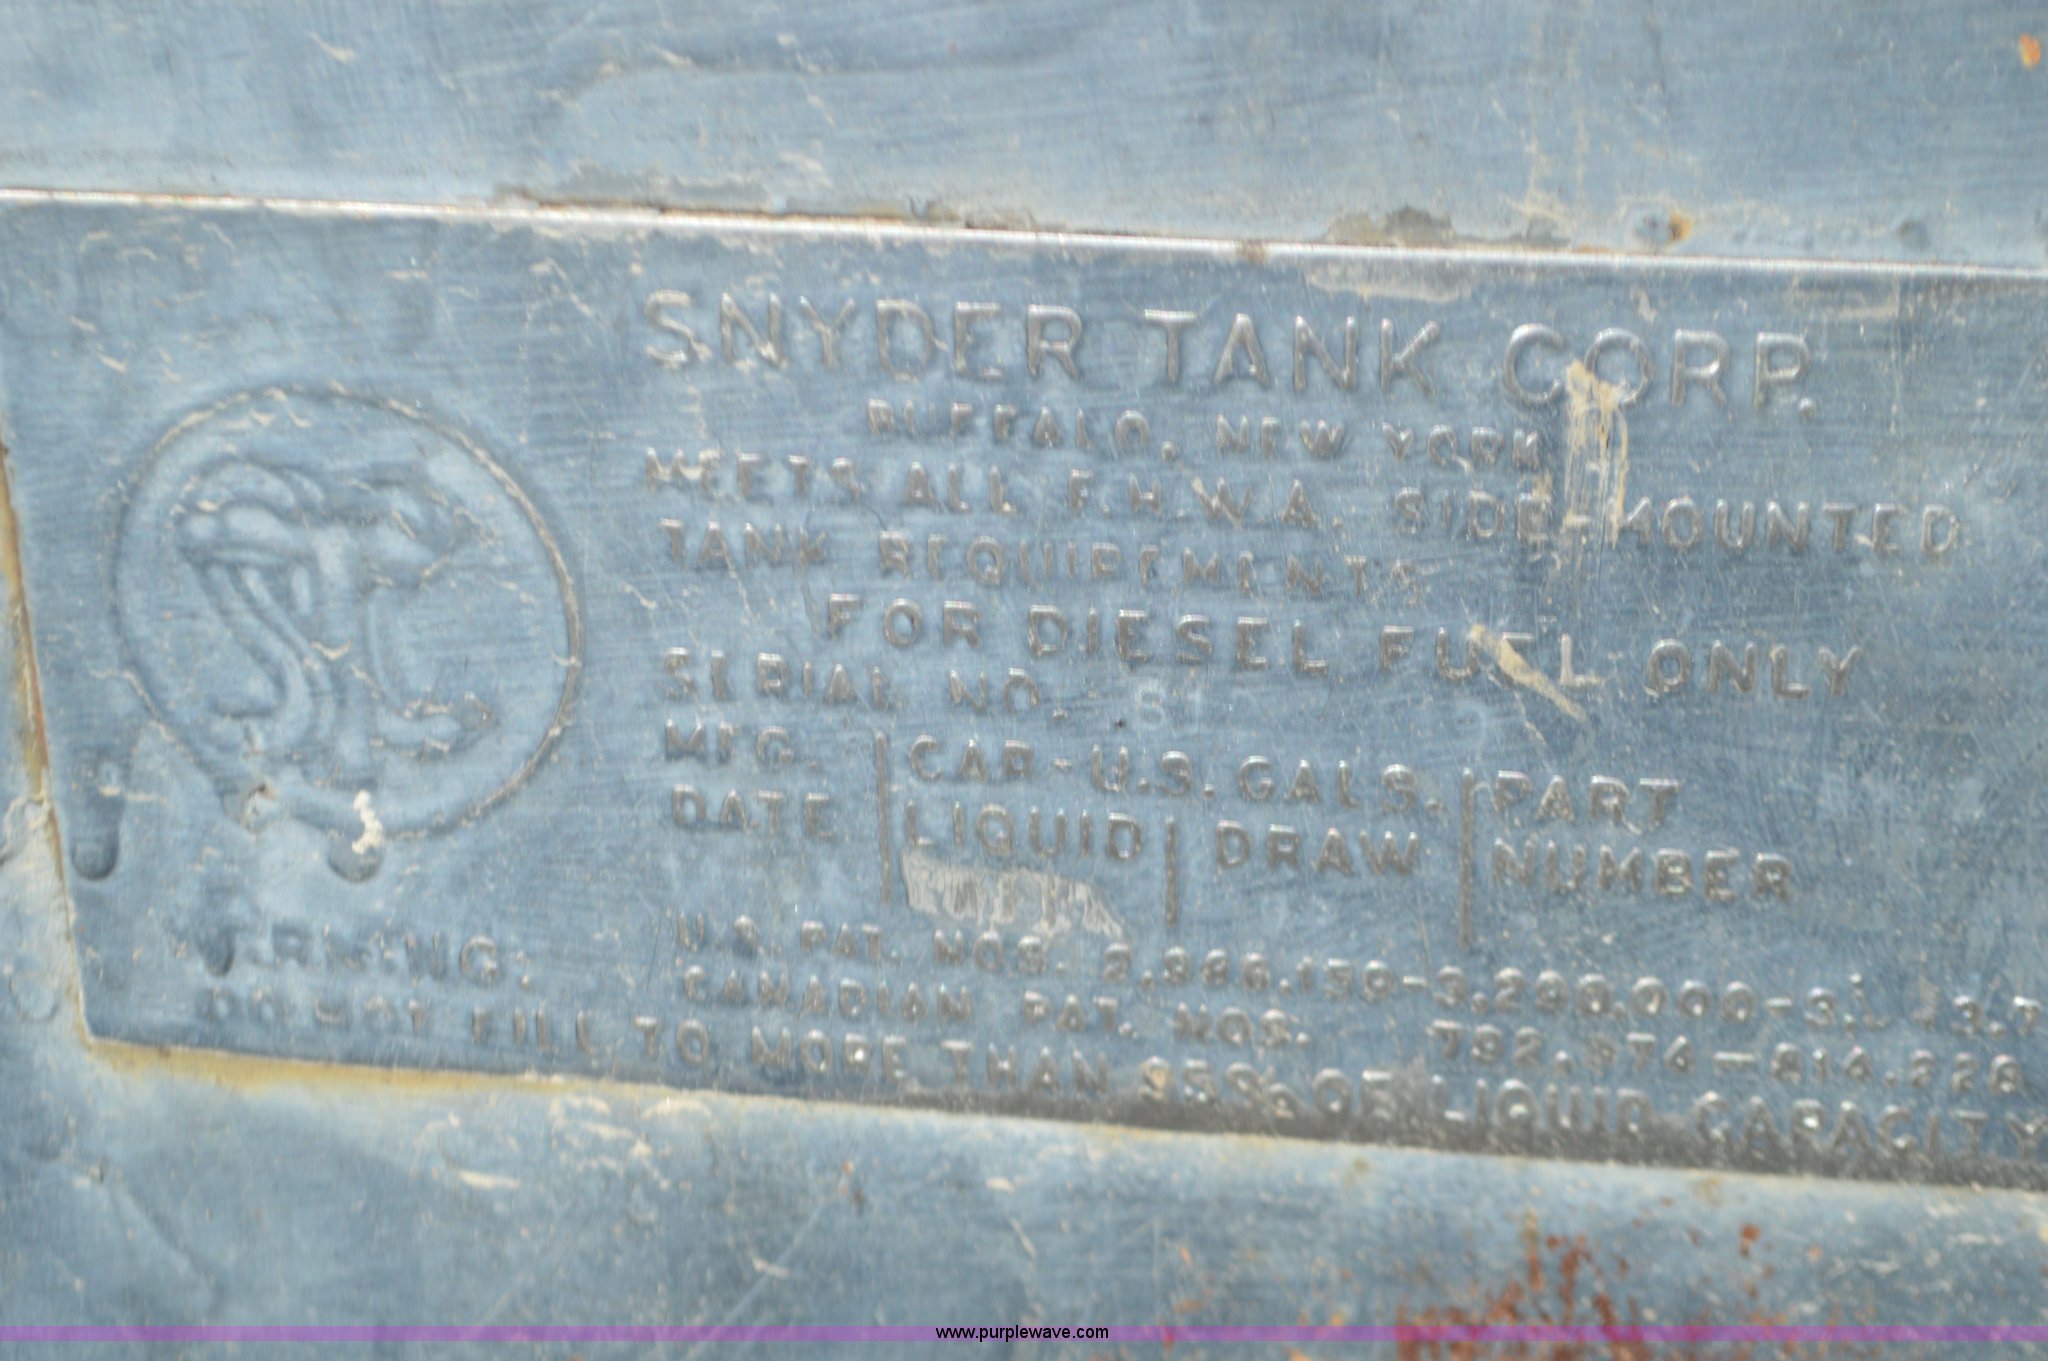 SNYDER TANK CORP.
BUFFALO, NEW YORK
MEETS ALL F.H.W.A. SIDE-MOUNTED
TANK REQUIREMENTS
FOR DIESEL FUEL ONLY
SERIAL NO.
MFG. CAP-U.S. GALS. PART
DATE LIQUID DRAW NUMBER
U.S. PAT. NOS.
CANADIAN PAT. NOS.
WARNING:
DO NOT FILL TO MORE THAN 95% OF LIQUID CAPACITY
www.purplewave.com